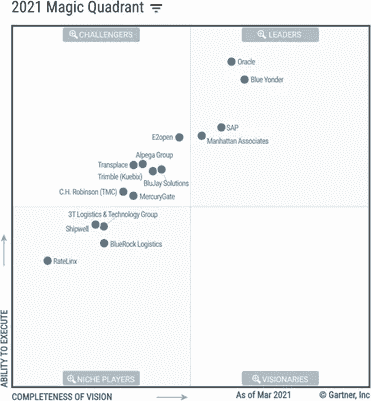 2021 Magic Quadrant
CHALLENGERS
LEADERS
Oracle
Blue Yonder
SAP
E2open
Manhattan Associates
Alpega Group
Transplace
Trimble (Kuebix)
BluJay Solutions
C.H. Robinson (TMC)
MercuryGate
3T Logistics & Technology Group
Shipwell
BlueRock Logistics
RateLinx
ABILITY TO EXECUTE
NICHE PLAYERS
VISIONARIES
COMPLETENESS OF VISION
As of Mar 2021
© Gartner, Inc